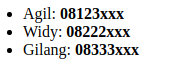 • Agil: 08123xxx
• Widy: 08222xxx
• Gilang: 08333xxx